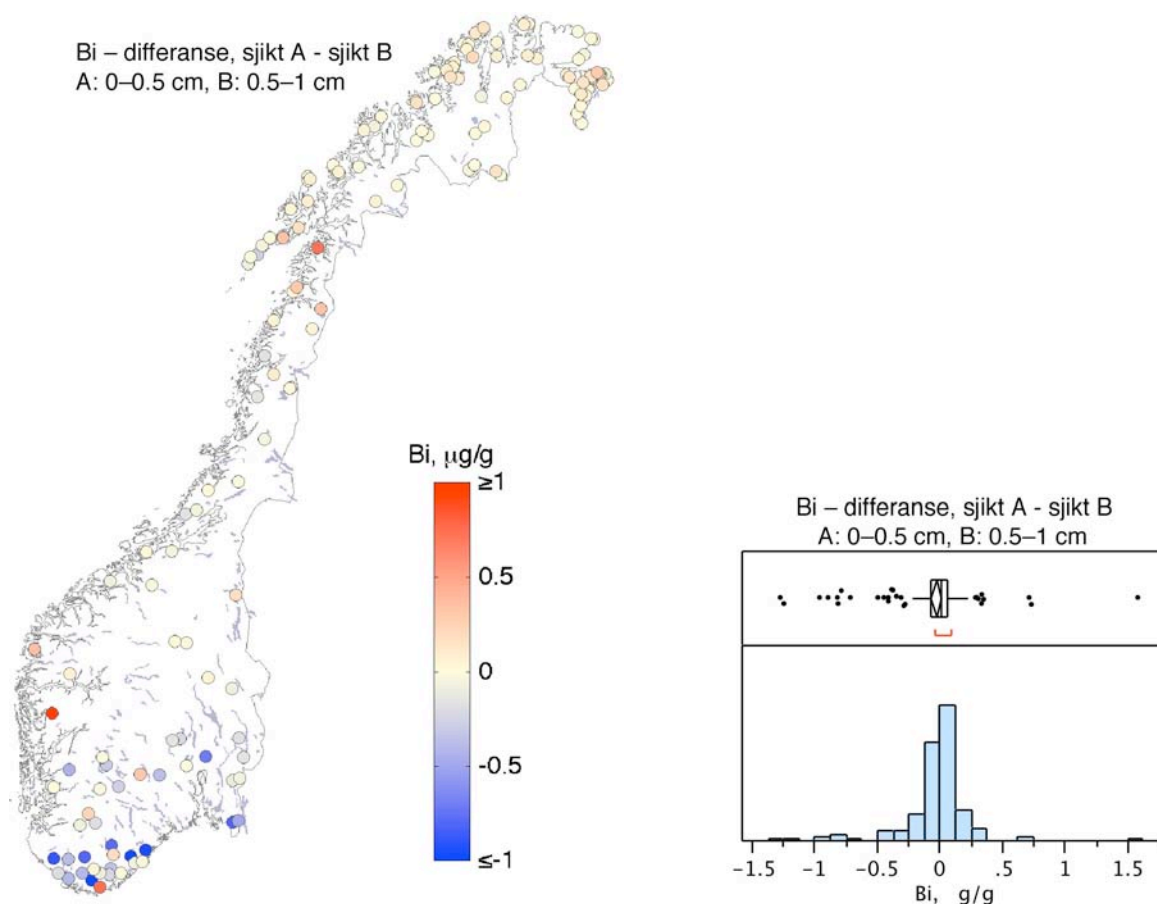 Bi – differanse, sjikt A - sjikt B
A: 0–0.5 cm, B: 0.5–1 cm
Bi, µg/g
≥1
0.5
0
-0.5
≤-1
Bi – differanse, sjikt A - sjikt B
A: 0–0.5 cm, B: 0.5–1 cm
-1.5 -1 -0.5 0 .5 1 1.5
Bi, g/g